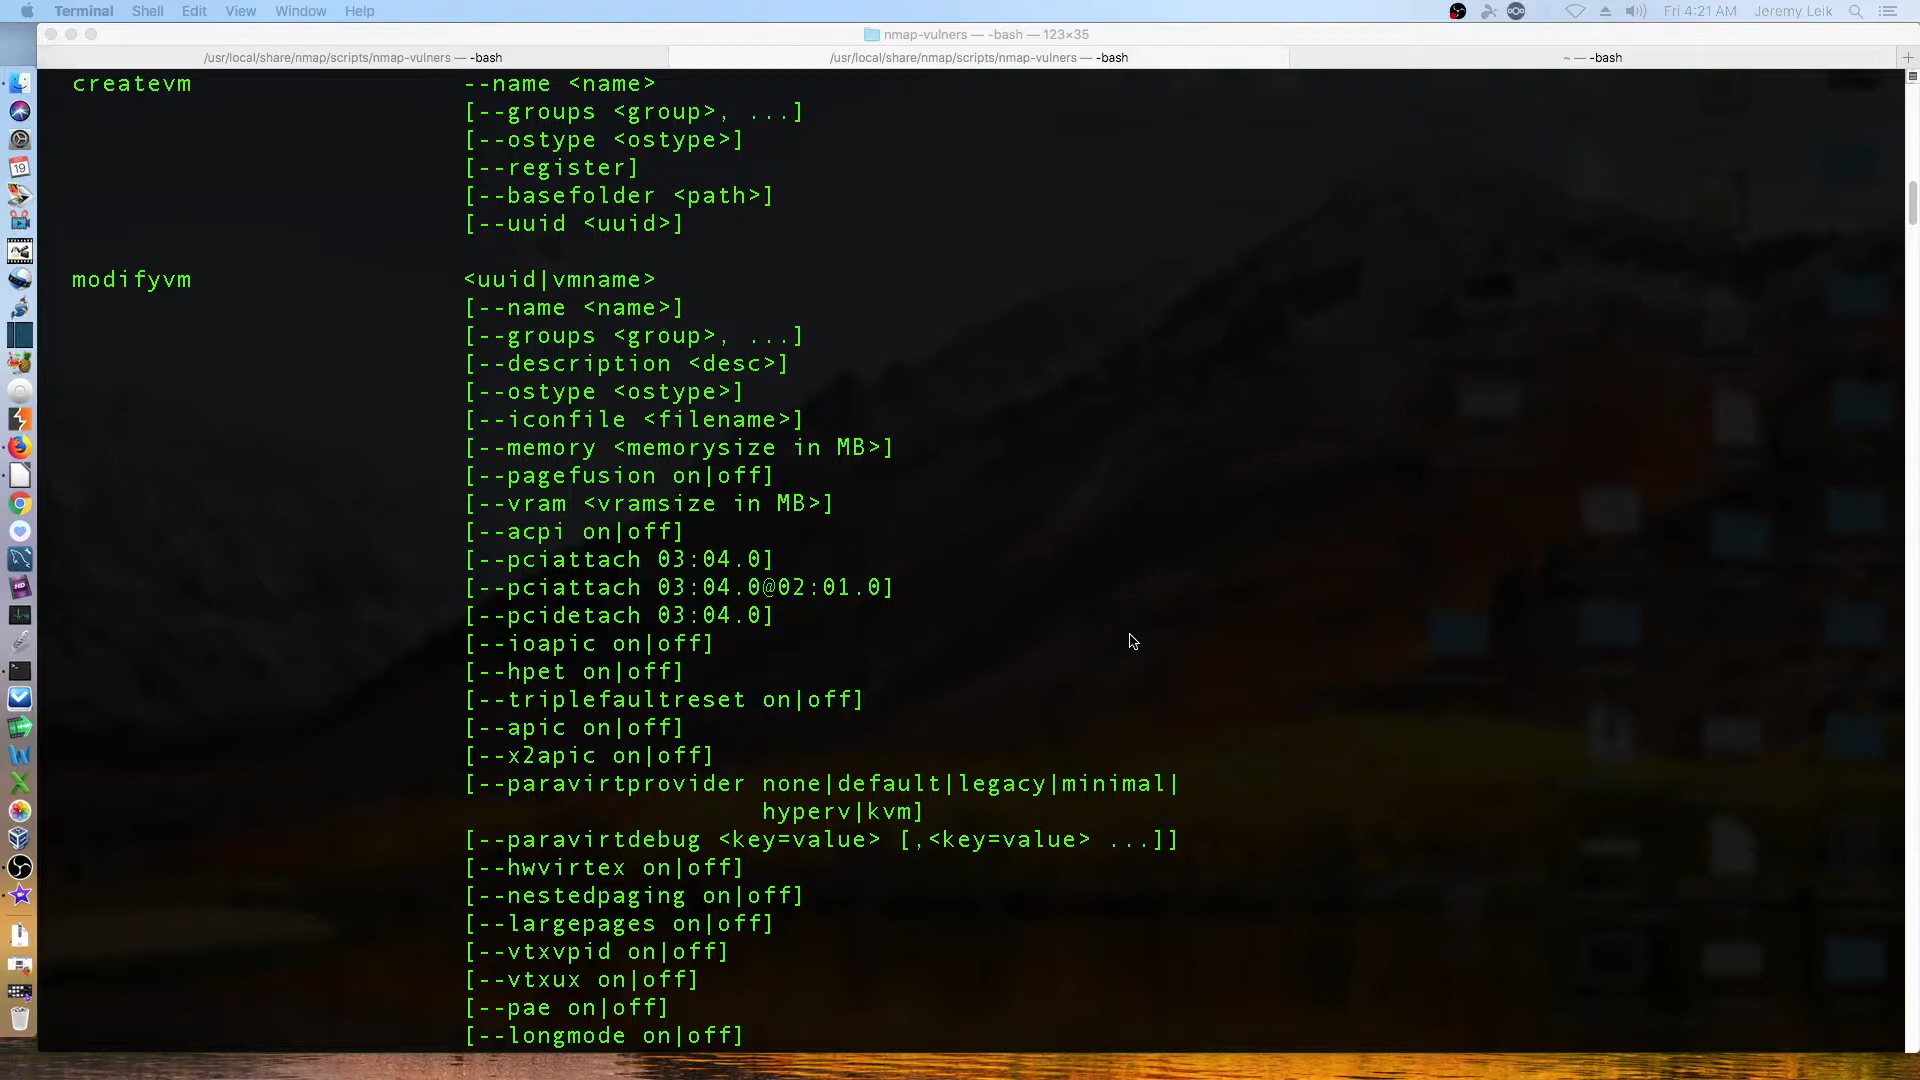 Terminal Shell Edit View Window Help Fri 4:21 AM Jeremy Leik
nmap-vulners — -bash — 123×35
/usr/local/share/nmap/scripts/nmap-vulners — -bash /usr/local/share/nmap/scripts/nmap-vulners — -bash ~ — -bash
createvm --name <name>
[--groups <group>, ...]
[--ostype <ostype>]
[--register]
[--basefolder <path>]
[--uuid <uuid>]
modifyvm <uuid|vmname>
[--name <name>]
[--groups <group>, ...]
[--description <desc>]
[--ostype <ostype>]
[--iconfile <filename>]
[--memory <memorysize in MB>]
[--pagefusion on|off]
[--vram <vramsize in MB>]
[--acpi on|off]
[--pciattach 03:04.0]
[--pciattach 03:04.0@02:01.0]
[--pcidetach 03:04.0]
[--ioapic on|off]
[--hpet on|off]
[--triplefaultreset on|off]
[--apic on|off]
[--x2apic on|off]
[--paravirtprovider none|default|legacy|minimal|
hyperv|kvm]
[--paravirtdebug <key=value> [,<key=value> ...]]
[--hwvirtex on|off]
[--nestedpaging on|off]
[--largepages on|off]
[--vtxvpid on|off]
[--vtxux on|off]
[--pae on|off]
[--longmode on|off]